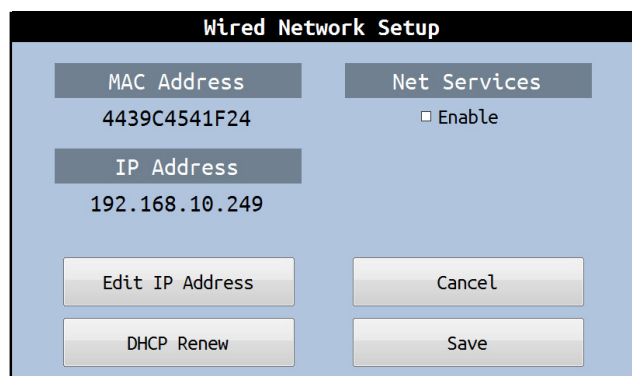 Wired Network Setup
MAC Address
4439C4541F24
IP Address
192.168.10.249
Net Services
Enable
Edit IP Address
Cancel
DHCP Renew
Save